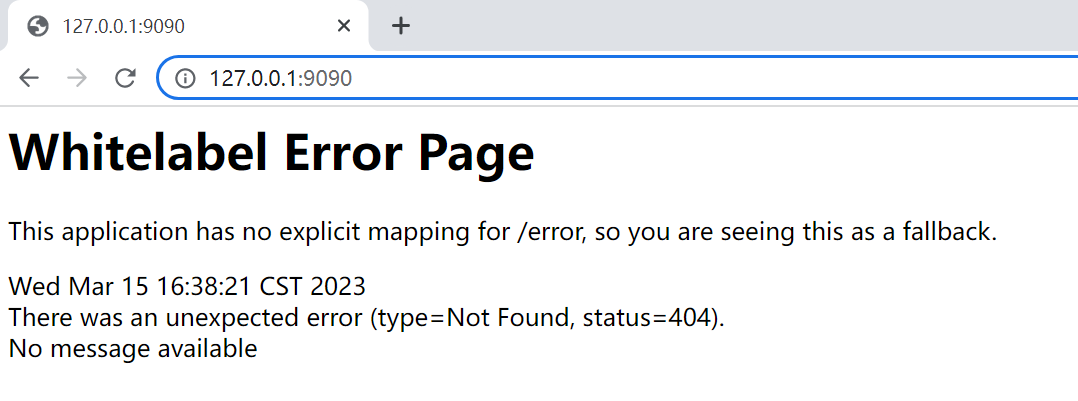 127.0.0.1:9090
127.0.0.1:9090
Whitelabel Error Page
This application has no explicit mapping for /error, so you are seeing this as a fallback.
Wed Mar 15 16:38:21 CST 2023
There was an unexpected error (type=Not Found, status=404).
No message available